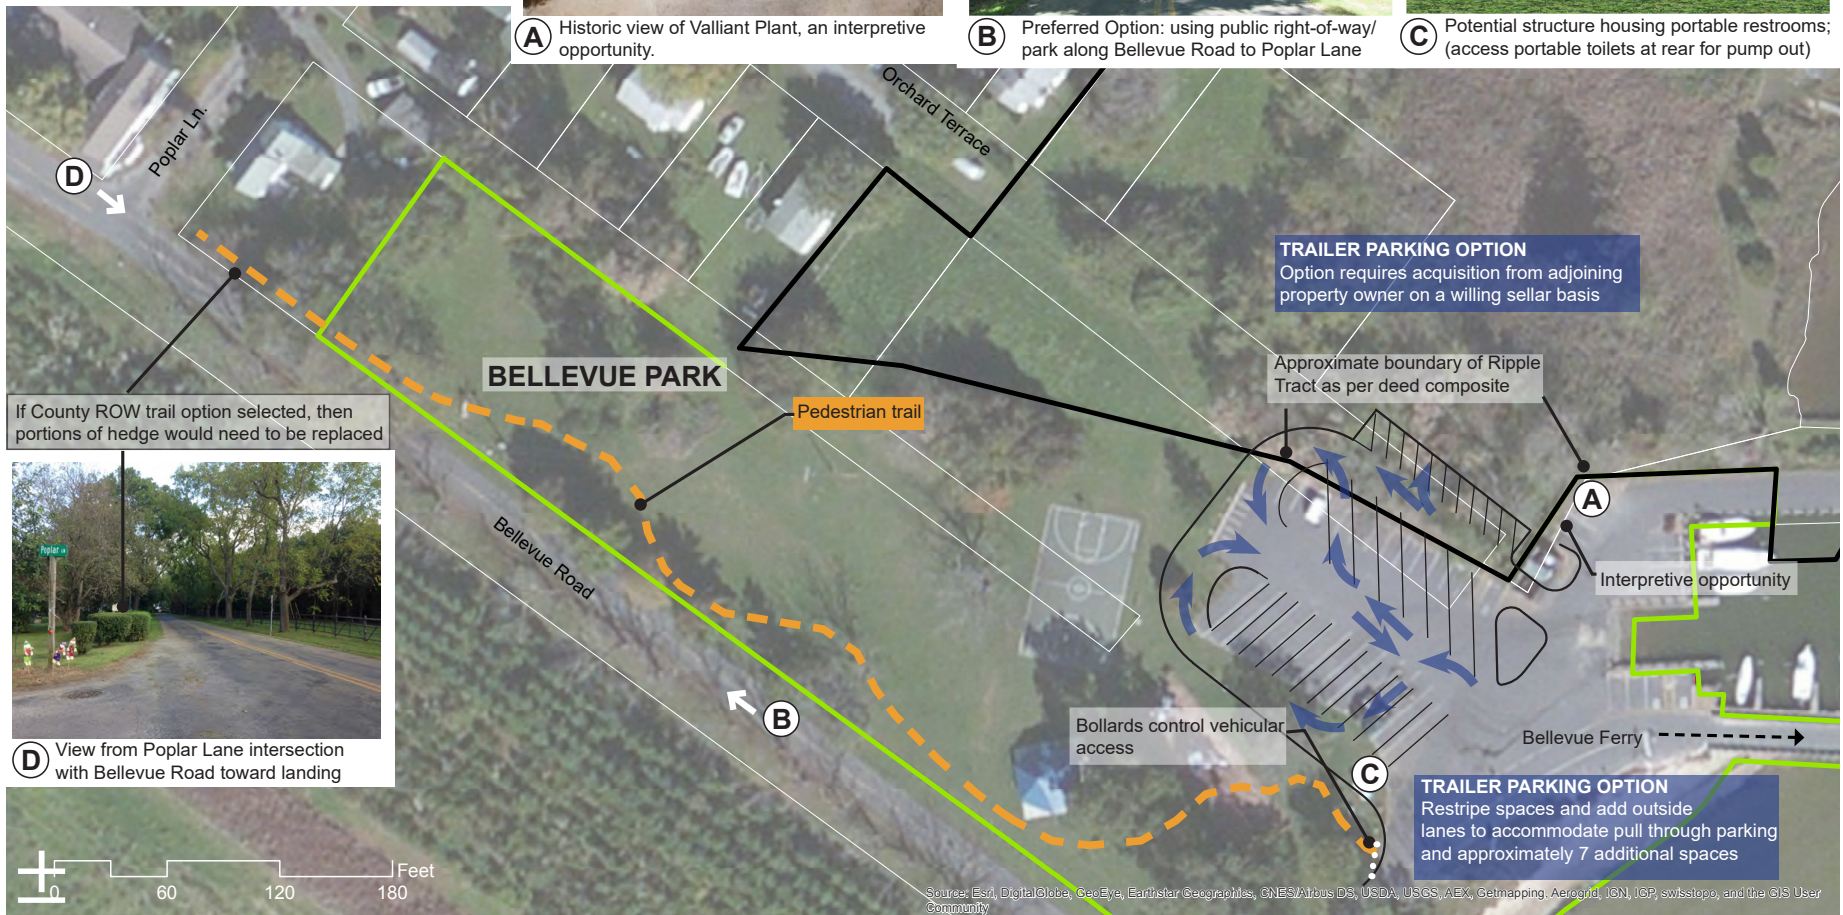 A
Historic view of Valliant Plant, an interpretive
opportunity.
B
Preferred Option: using public right-of-way/
park along Bellevue Road to Poplar Lane
C
Potential structure housing portable restrooms;
(access portable toilets at rear for pump out)
Poplar Ln.
Orchard Terrace
D
TRAILER PARKING OPTION
Option requires acquisition from adjoining
property owner on a willing sellar basis
Approximate boundary of Ripple
Tract as per deed composite
BELLEVUE PARK
Pedestrian trail
If County ROW trail option selected, then
portions of hedge would need to be replaced
A
Interpretive opportunity
Poplar Ln
Bellevue Road
B
Bollards control vehicular
access
Bellevue Ferry
C
D
View from Poplar Lane intersection
with Bellevue Road toward landing
TRAILER PARKING OPTION
Restripe spaces and add outside
lanes to accommodate pull through parking
and approximately 7 additional spaces
Feet
0 60 120 180
Source: Esri, DigitalGlobe, GeoEye, Earthstar Geographics, CNES/Airbus DS, USDA, USGS, AEX, Getmapping, Aerogrid, IGN, IGP, swisstopo, and the GIS User
Community